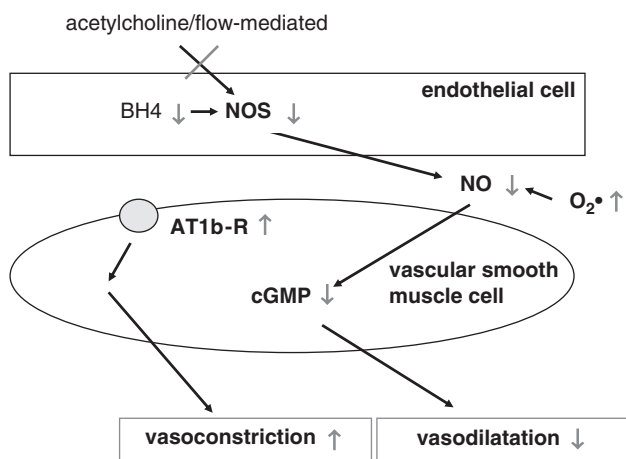 acetylcholine/flow-mediated
endothelial cell
BH4 ↓ → NOS ↓
NO ↓
O₂• ↑
AT1b-R ↑
vascular smooth
muscle cell
cGMP ↓
vasoconstriction ↑
vasodilatation ↓